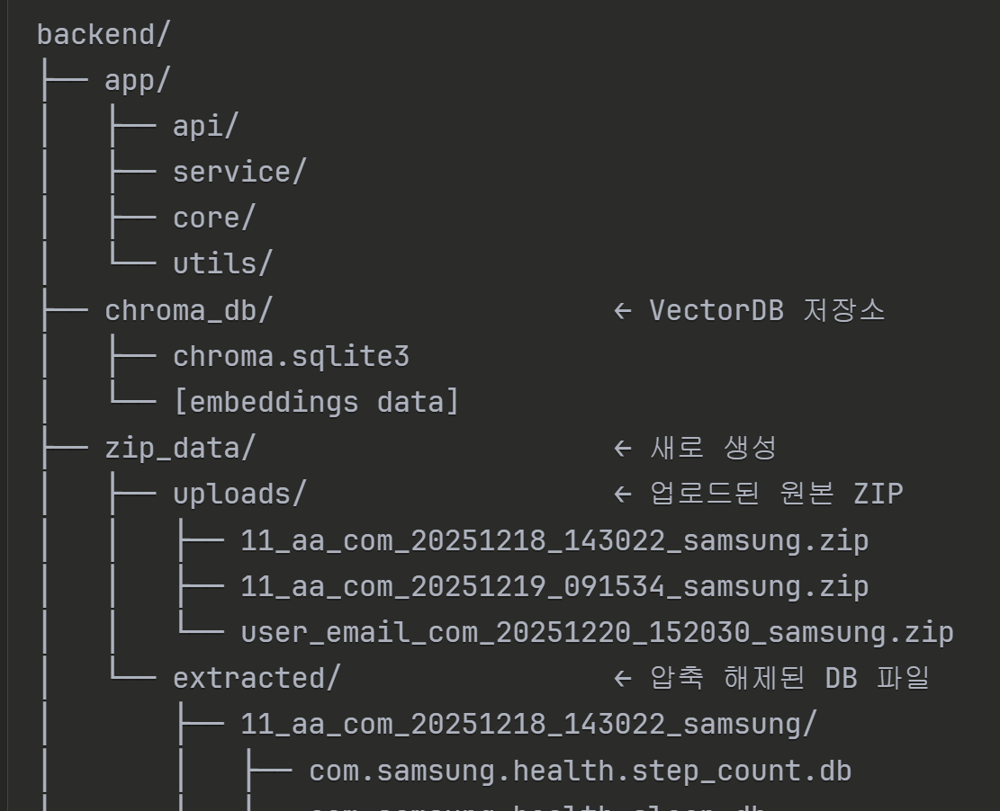 backend/
├── app/
│   ├── api/
│   ├── service/
│   ├── core/
│   └── utils/
├── chroma_db/                    ← VectorDB 저장소
│   ├── chroma.sqlite3
│   └── [embeddings data]
├── zip_data/                     ← 새로 생성
│   ├── uploads/                  ← 업로드된 원본 ZIP
│   │   ├── 11_aa_com_20251218_143022_samsung.zip
│   │   ├── 11_aa_com_20251219_091534_samsung.zip
│   │   └── user_email_com_20251220_152030_samsung.zip
│   └── extracted/                ← 압축 해제된 DB 파일
│       ├── 11_aa_com_20251218_143022_samsung/
│       │   ├── com.samsung.health.step_count.db